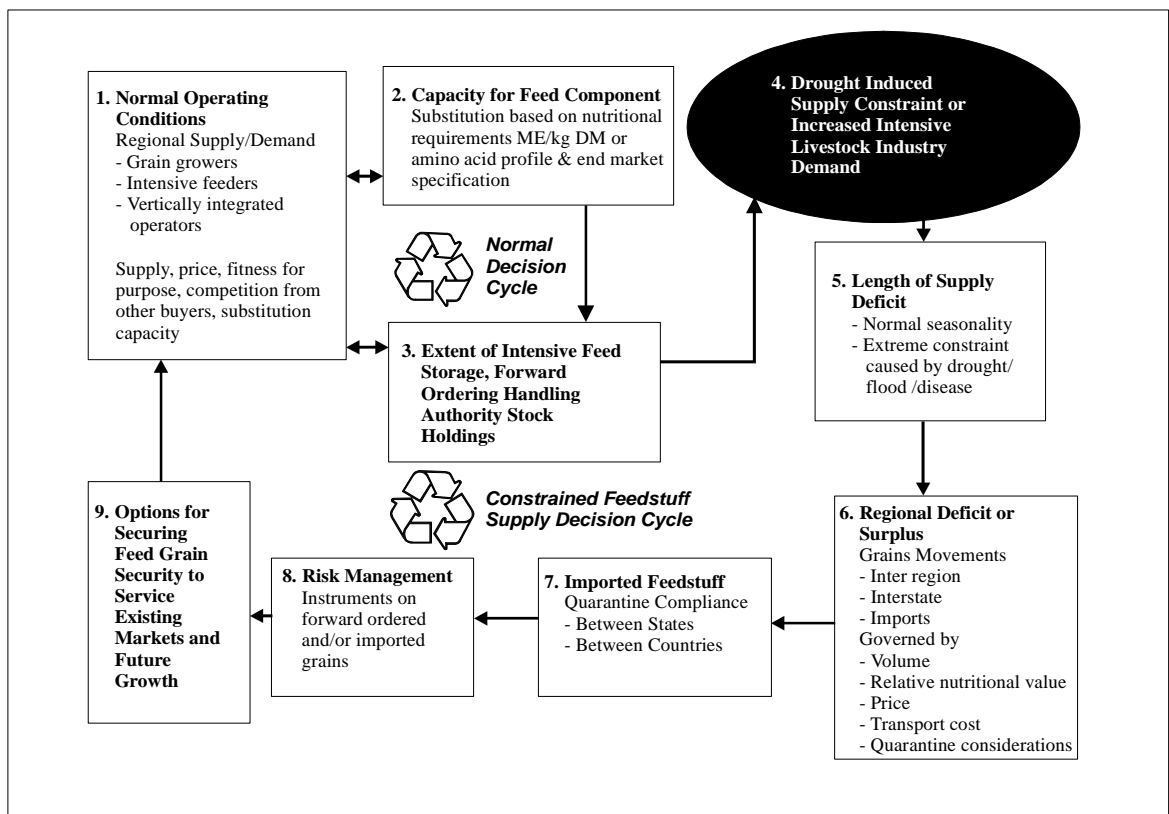 1. Normal Operating
Conditions
Regional Supply/Demand
- Grain growers
- Intensive feeders
- Vertically integrated
operators
Supply, price, fitness for
purpose, competition from
other buyers, substitution
capacity
2. Capacity for Feed Component
Substitution based on nutritional
requirements ME/kg DM or
amino acid profile & end market
specification
Normal
Decision
Cycle
3. Extent of Intensive Feed
Storage, Forward
Ordering Handling
Authority Stock
Holdings
4. Drought Induced
Supply Constraint or
Increased Intensive
Livestock Industry
Demand
5. Length of Supply
Deficit
- Normal seasonality
- Extreme constraint
caused by drought/
flood /disease
Constrained Feedstuff
Supply Decision Cycle
6. Regional Deficit or
Surplus
Grains Movements
- Inter region
- Interstate
- Imports
Governed by
- Volume
- Relative nutritional value
- Price
- Transport cost
- Quarantine considerations
7. Imported Feedstuff
Quarantine Compliance
- Between States
- Between Countries
8. Risk Management
Instruments on
forward ordered
and/or imported
grains
9. Options for
Securing
Feed Grain
Security to
Service
Existing
Markets and
Future
Growth